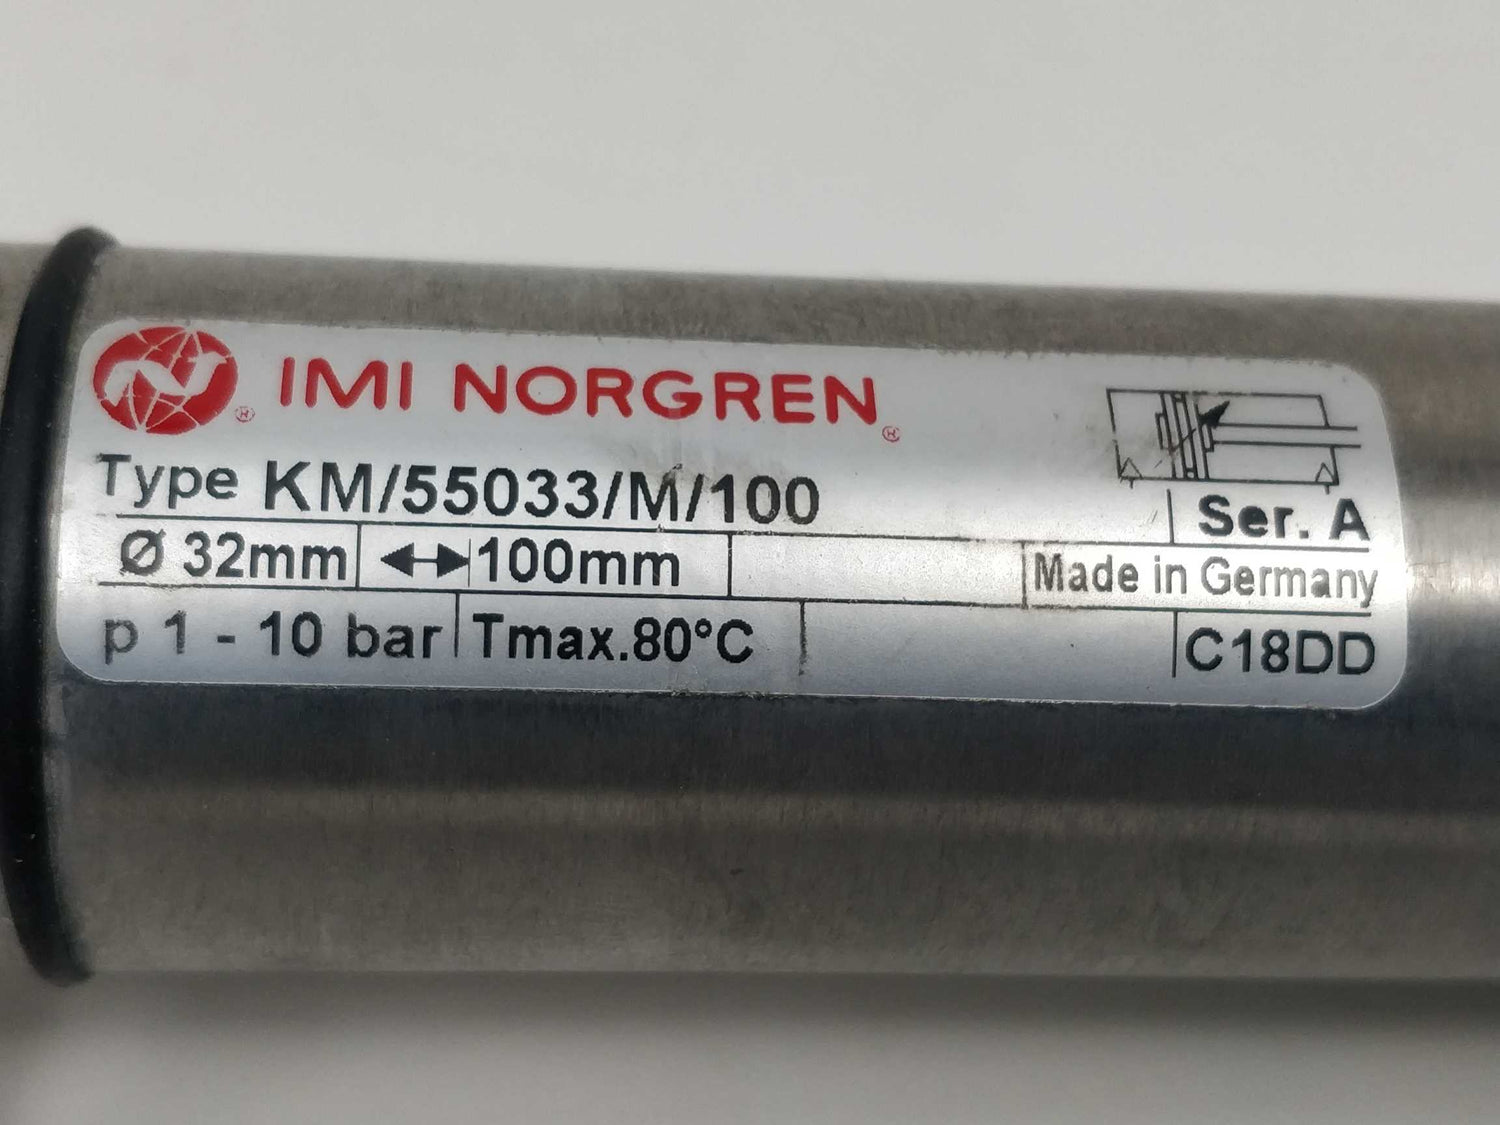 ® IMI NORGREN®
Type KM/55033/M/100
Ser. A
Ø 32mm 100mm Made in Germany
p 1 - 10 bar Tmax.80°C C18DD